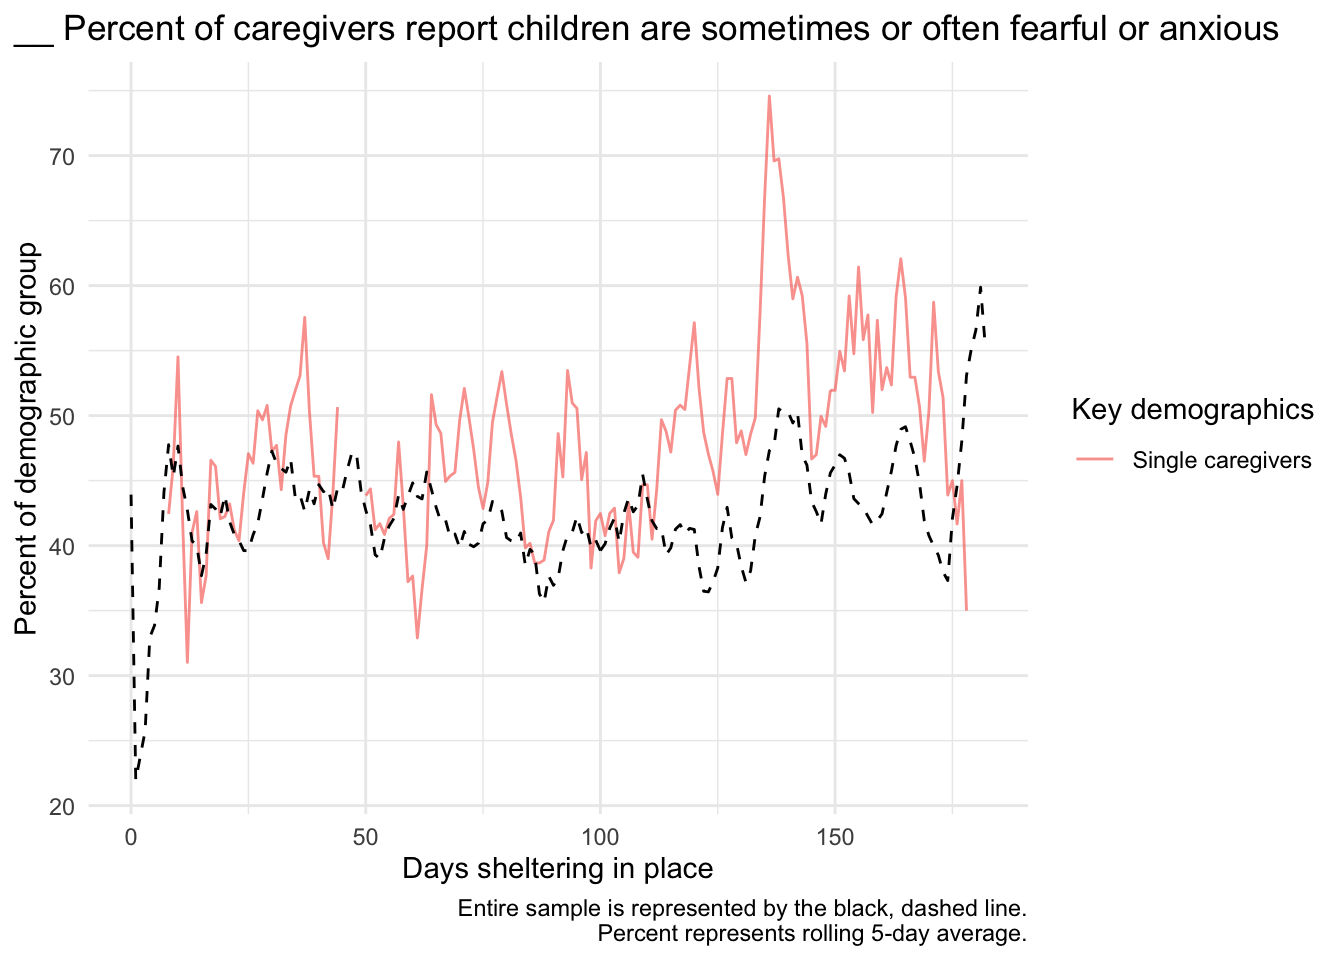 __ Percent of caregivers report children are sometimes or often fearful or anxious
Percent of demographic group
70
60
50
40
30
20
0
50
100
150
Days sheltering in place
Key demographics
Single caregivers
Entire sample is represented by the black, dashed line.
Percent represents rolling 5-day average.